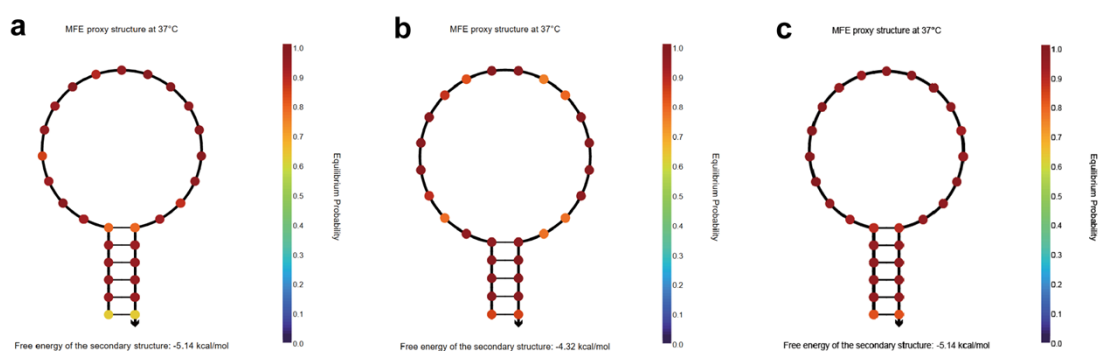 a
MFE proxy structure at 37°C
1.0
0.9
0.8
0.7
0.6
0.5
0.4
0.3
0.2
0.1
0.0
Equilibrium Probability
Free energy of the secondary structure: -5.14 kcal/mol
b
MFE proxy structure at 37°C
1.0
0.9
0.8
0.7
0.6
0.5
0.4
0.3
0.2
0.1
0.0
Equilibrium Probability
Free energy of the secondary structure: -4.32 kcal/mol
c
MFE proxy structure at 37°C
1.0
0.9
0.8
0.7
0.6
0.5
0.4
0.3
0.2
0.1
0.0
Equilibrium Probability
Free energy of the secondary structure: -5.14 kcal/mol